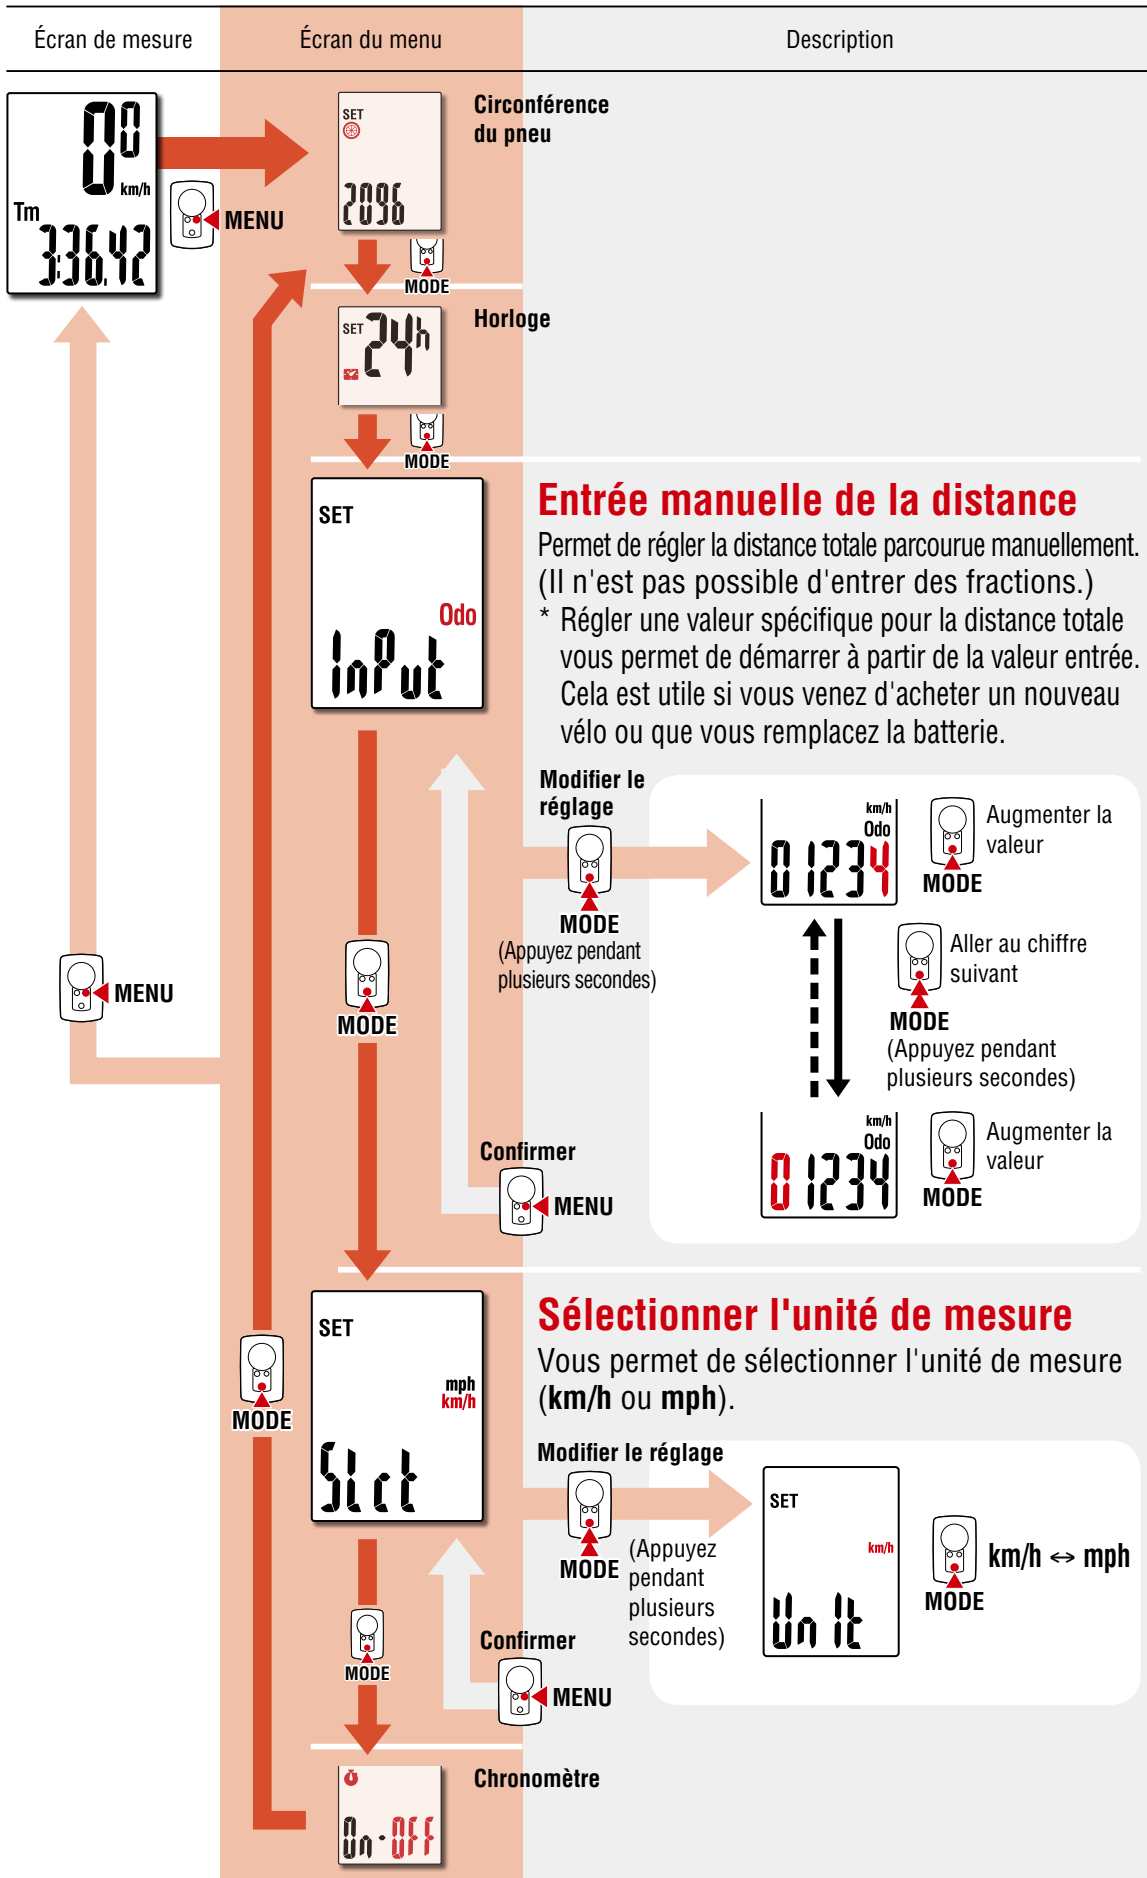 Écran de mesure
Écran du menu
Description
00
km/h
Tm
3:36.42
MENU
SET
2096
Circonférence
du pneu
MODE
SET
24h
Horloge
MODE
SET
Odo
InPut
Entrée manuelle de la distance
Permet de régler la distance totale parcourue manuellement.
(Il n'est pas possible d'entrer des fractions.)
* Régler une valeur spécifique pour la distance totale
vous permet de démarrer à partir de la valeur entrée.
Cela est utile si vous venez d'acheter un nouveau
vélo ou que vous remplacez la batterie.
Modifier le
réglage
MODE
(Appuyez pendant
plusieurs secondes)
km/h
Odo
01234
Augmenter la
valeur
MODE
Aller au chiffre
suivant
MODE
(Appuyez pendant
plusieurs secondes)
km/h
Odo
01234
Augmenter la
valeur
MODE
MENU
MODE
Confirmer
MENU
MODE
SET
mph
km/h
Slct
Sélectionner l'unité de mesure
Vous permet de sélectionner l'unité de mesure
(km/h ou mph).
Modifier le réglage
MODE
(Appuyez
pendant
plusieurs
secondes)
SET
km/h
UnIt
km/h ⇔ mph
MODE
MODE
Confirmer
MENU
On-OFF
Chronomètre